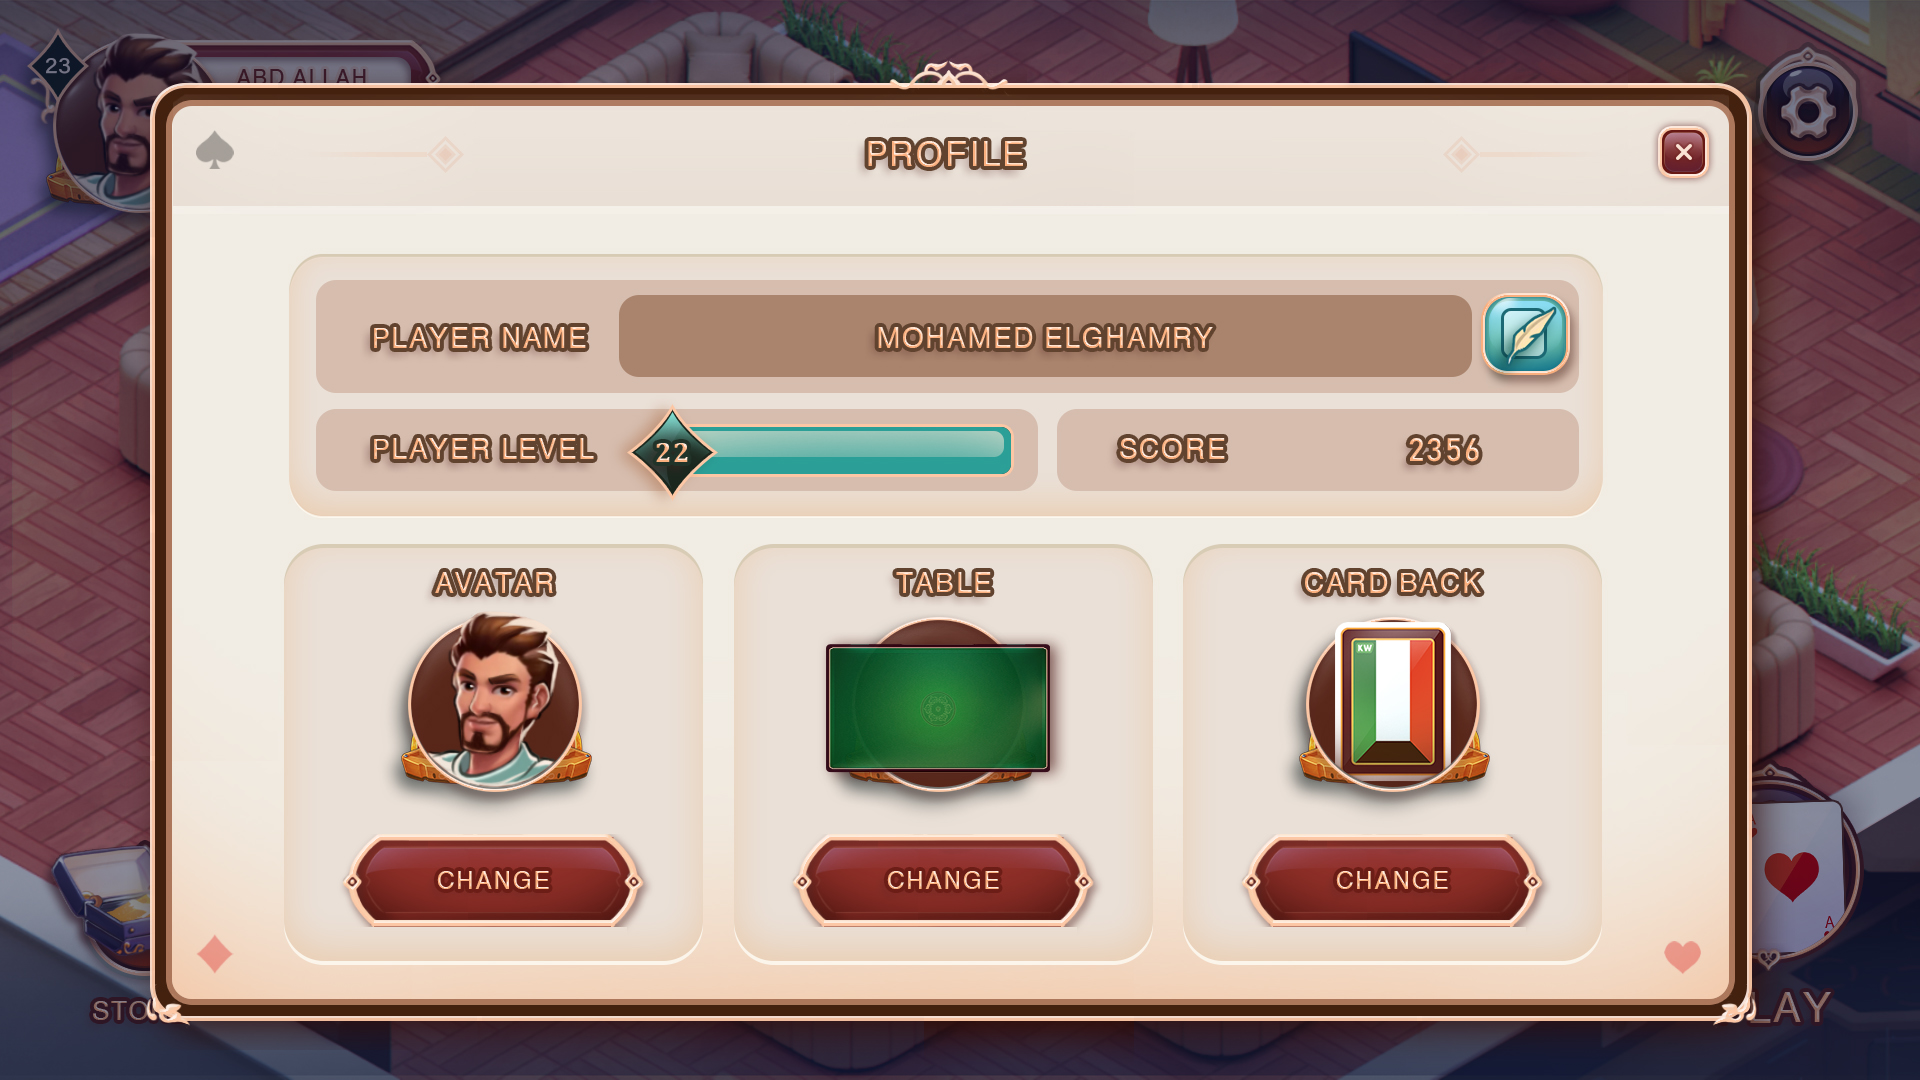 23
ABD ALLAH
PROFILE
PLAYER NAME
MOHAMED ELGHAMRY
PLAYER LEVEL
22
SCORE
2356
AVATAR
TABLE
CARD BACK
KW
CHANGE
CHANGE
CHANGE
A
STO
LAY